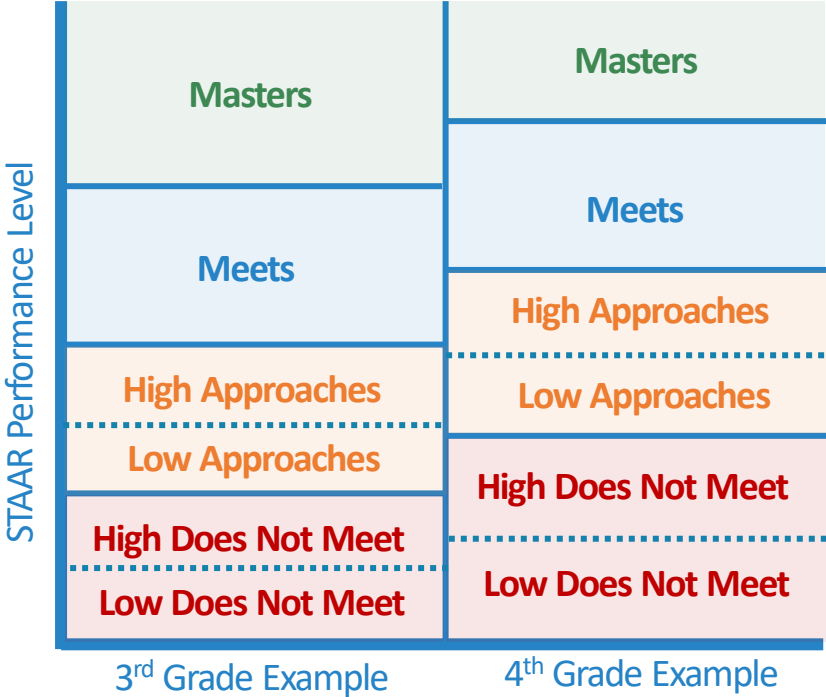 STAAR Performance Level
Masters
Meets
High Approaches
Low Approaches
High Does Not Meet
Low Does Not Meet
3rd Grade Example
Masters
Meets
High Approaches
Low Approaches
High Does Not Meet
Low Does Not Meet
4th Grade Example